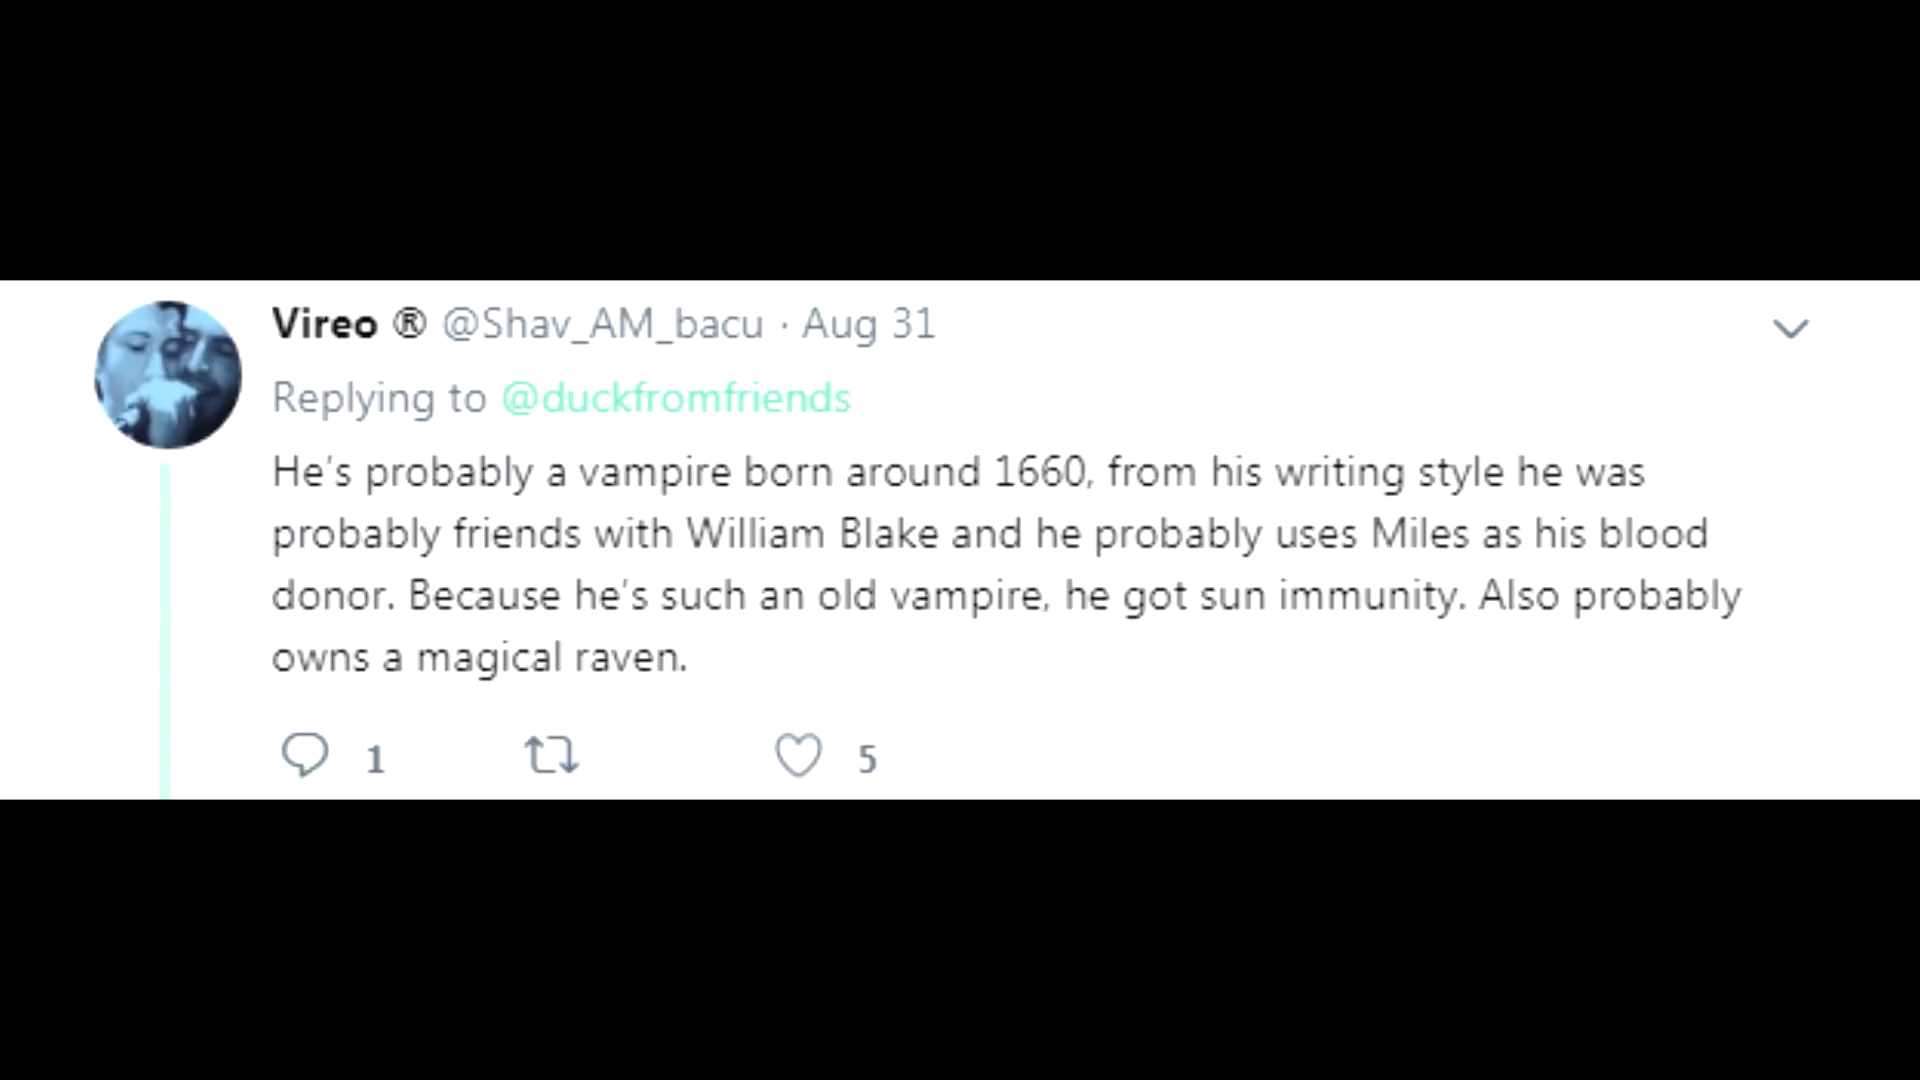 Vireo ® @Shav_AM_bacu · Aug 31
Replying to @duckfromfriends
He's probably a vampire born around 1660, from his writing style he was
probably friends with William Blake and he probably uses Miles as his blood
donor. Because he's such an old vampire, he got sun immunity. Also probably
owns a magical raven.
1 5